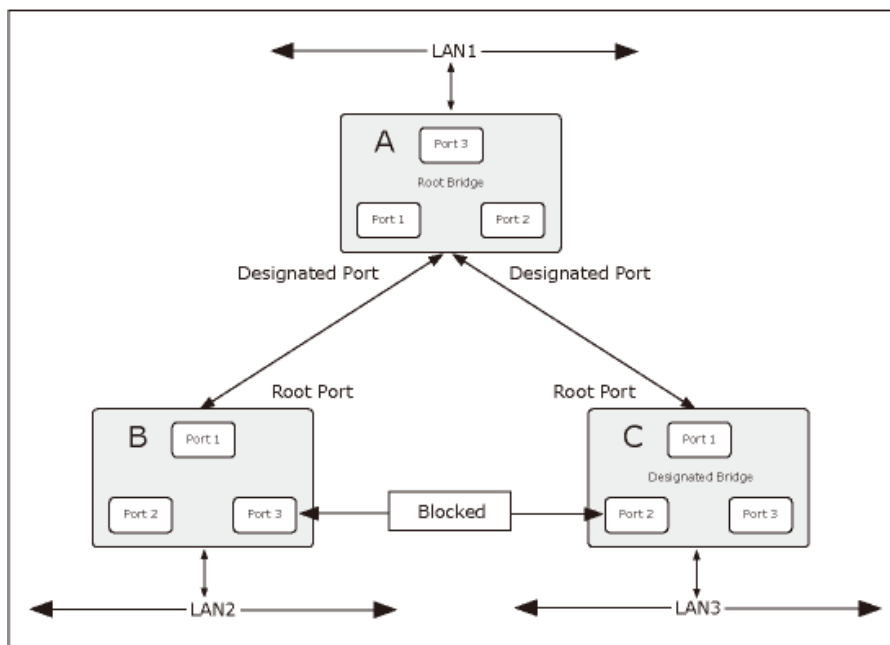 LAN1
A
Port 3
Root Bridge
Port 1
Port 2
Designated Port
Designated Port
Root Port
Root Port
B
Port 1
C
Port 1
Designated Bridge
Port 2
Port 3
Blocked
Port 2
Port 3
LAN2
LAN3